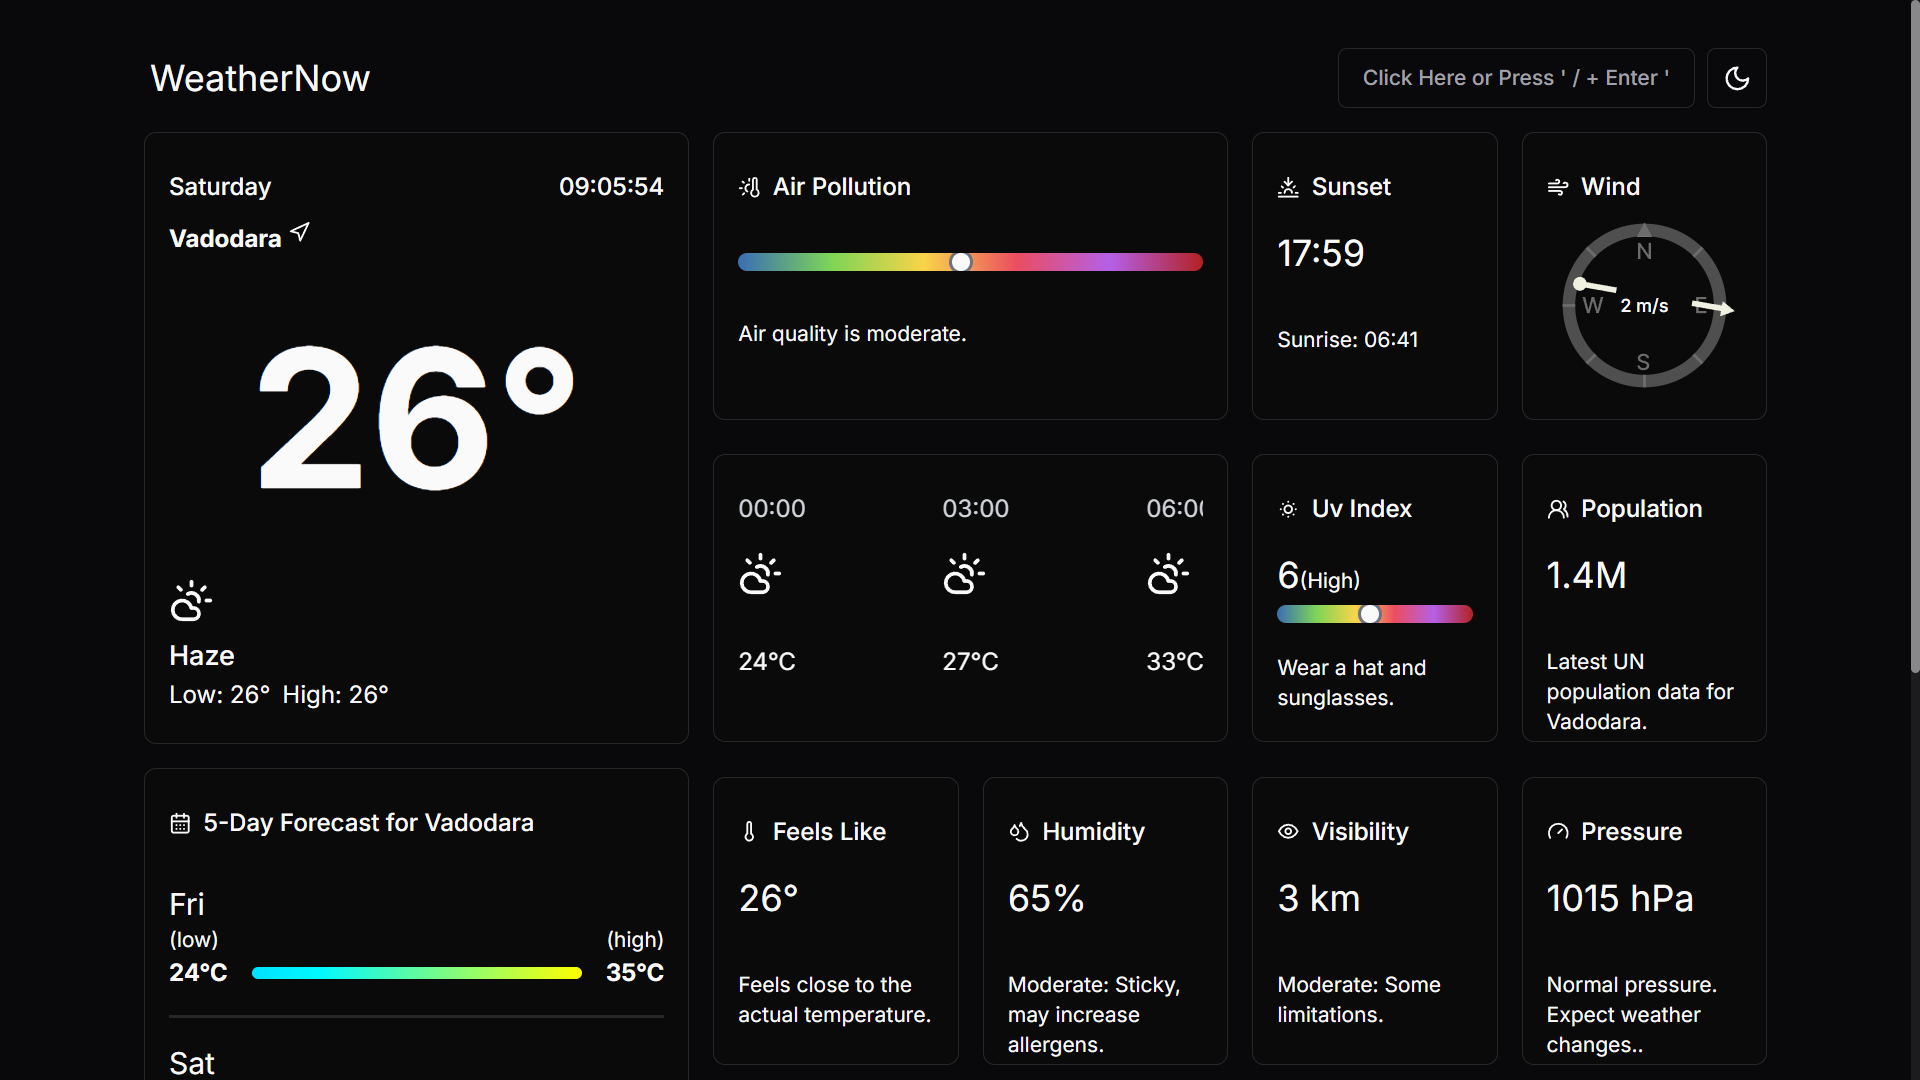 WeatherNow
Click Here or Press ' / + Enter '
Saturday
09:05:54
Vadodara
26°
Haze
Low: 26° High: 26°
Air Pollution
Air quality is moderate.
Sunset
17:59
Sunrise: 06:41
Wind
N
W 2 m/s E
S
00:00 03:00 06:00
24°C 27°C 33°C
Uv Index
6(High)
Wear a hat and
sunglasses.
Population
1.4M
Latest UN
population data for
Vadodara.
5-Day Forecast for Vadodara
Fri
(low) (high)
24°C 35°C
Sat
Feels Like
26°
Feels close to the
actual temperature.
Humidity
65%
Moderate: Sticky,
may increase
allergens.
Visibility
3 km
Moderate: Some
limitations.
Pressure
1015 hPa
Normal pressure.
Expect weather
changes..